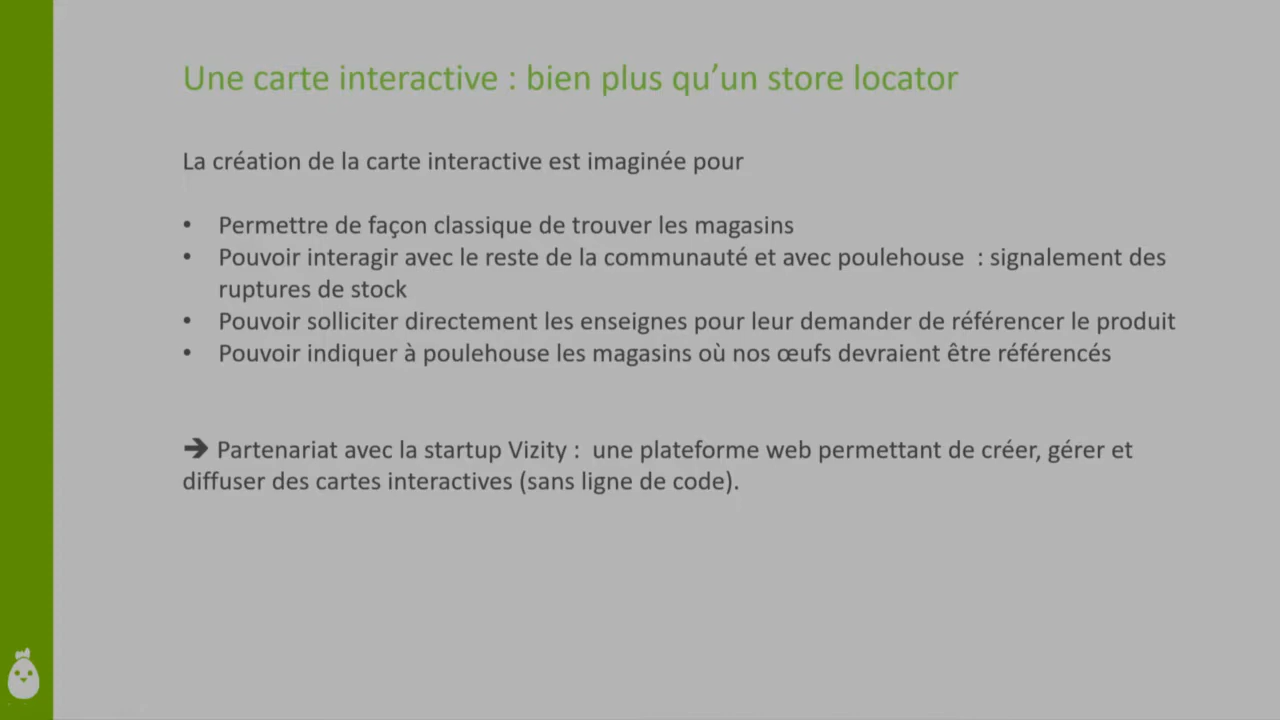 Une carte interactive : bien plus qu’un store locator
La création de la carte interactive est imaginée pour
• Permettre de façon classique de trouver les magasins
• Pouvoir interagir avec le reste de la communauté et avec poulehouse : signalement des
ruptures de stock
• Pouvoir solliciter directement les enseignes pour leur demander de référencer le produit
• Pouvoir indiquer à poulehouse les magasins où nos œufs devraient être référencés
➔ Partenariat avec la startup Vizity : une plateforme web permettant de créer, gérer et
diffuser des cartes interactives (sans ligne de code).